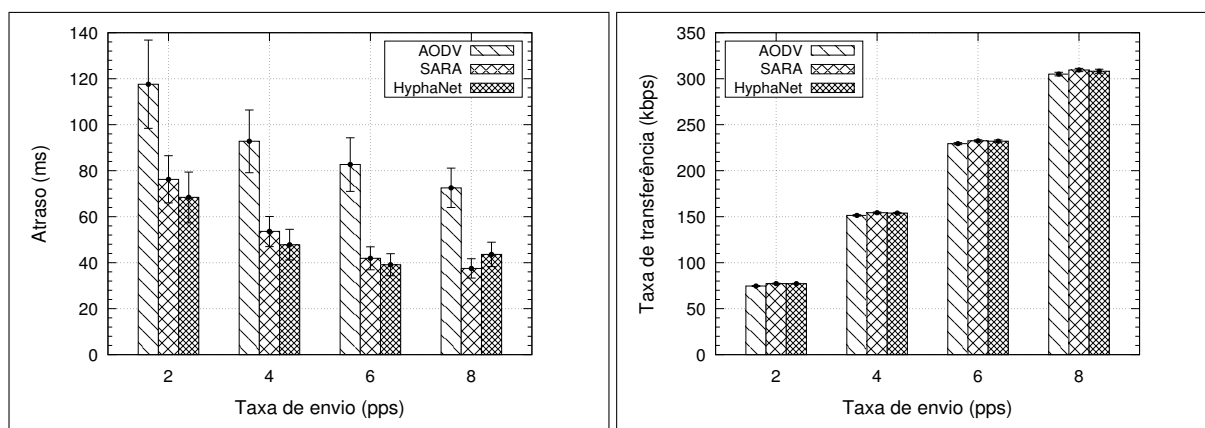 Atraso (ms)
140
120
100
80
60
40
20
0
AODV
SARA
HyphaNet
2 4 6 8
Taxa de envio (pps)
Taxa de transferência (kbps)
350
300
250
200
150
100
50
0
AODV
SARA
HyphaNet
2 4 6 8
Taxa de envio (pps)